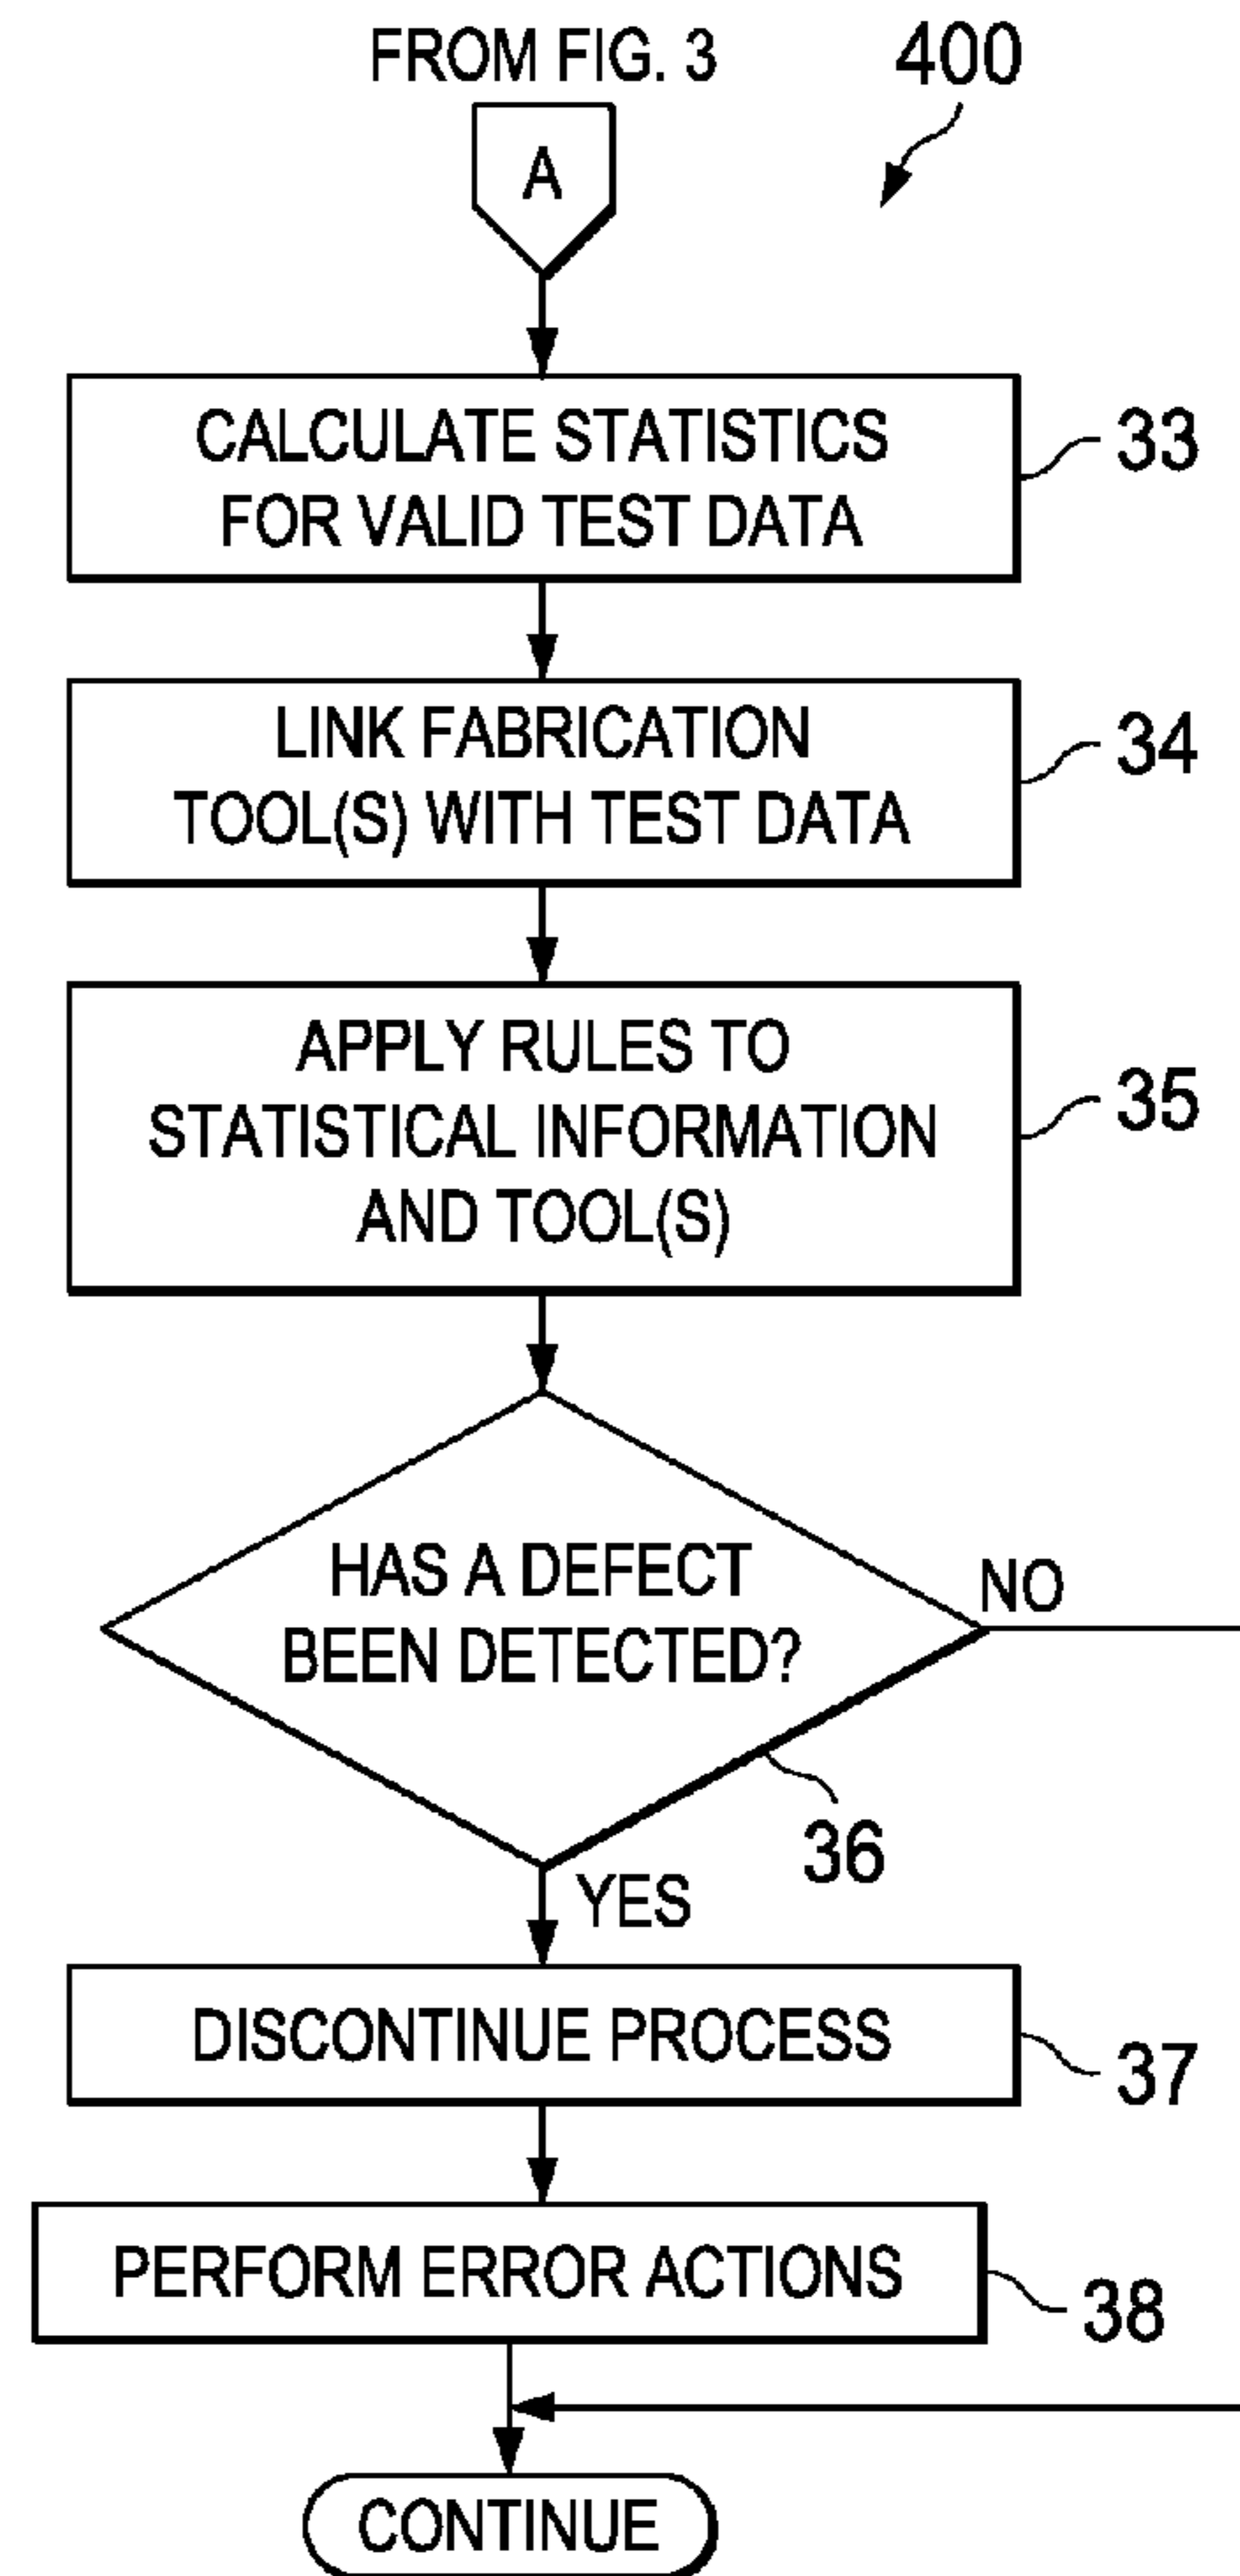 FROM FIG. 3
400
A
CALCULATE STATISTICS
FOR VALID TEST DATA
33
LINK FABRICATION
TOOL(S) WITH TEST DATA
34
APPLY RULES TO
STATISTICAL INFORMATION
AND TOOL(S)
35
HAS A DEFECT
BEEN DETECTED?
NO
36
YES
DISCONTINUE PROCESS
37
PERFORM ERROR ACTIONS
38
CONTINUE